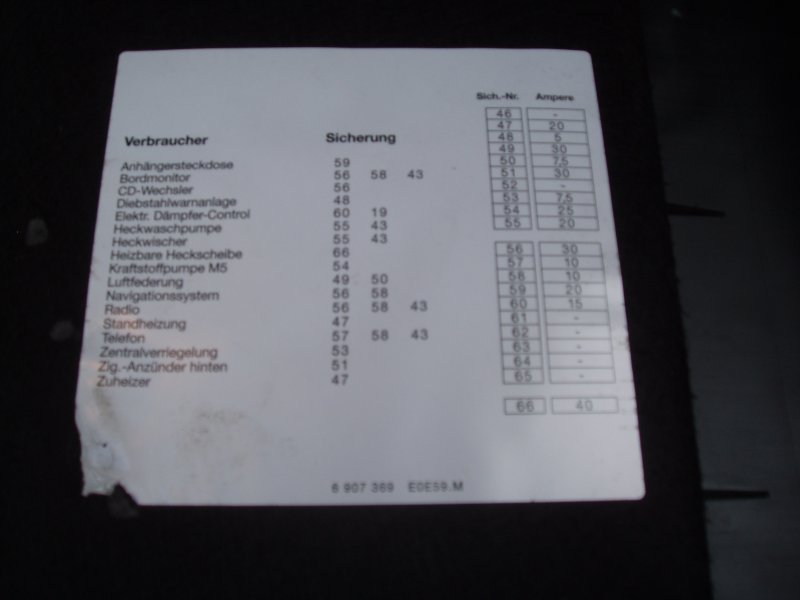 Verbraucher Sicherung
Anhängersteckdose 59
Bordmonitor 56 58 43
CD-Wechsler 56
Diebstahlwarnanlage 48
Elektr. Dämpfer-Control 60 19
Heckwaschpumpe 55 43
Heckwischer 55 43
Heizbare Heckscheibe 66
Kraftstoffpumpe M5 54
Luftfederung 49 50
Navigationssystem 56 58
Radio 56 58 43
Standheizung 47
Telefon 57 58 43
Zentralverriegelung 53
Zig.-Anzünder hinten 51
Zuheizer 47
Sich.-Nr. Ampere
46 -
47 20
48 5
49 30
50 7,5
51 30
52 -
53 7,5
54 25
55 20
56 30
57 10
58 10
59 20
60 15
61 -
62 -
63 -
64 -
65 -
66 40
6 907 369 E0E59.M